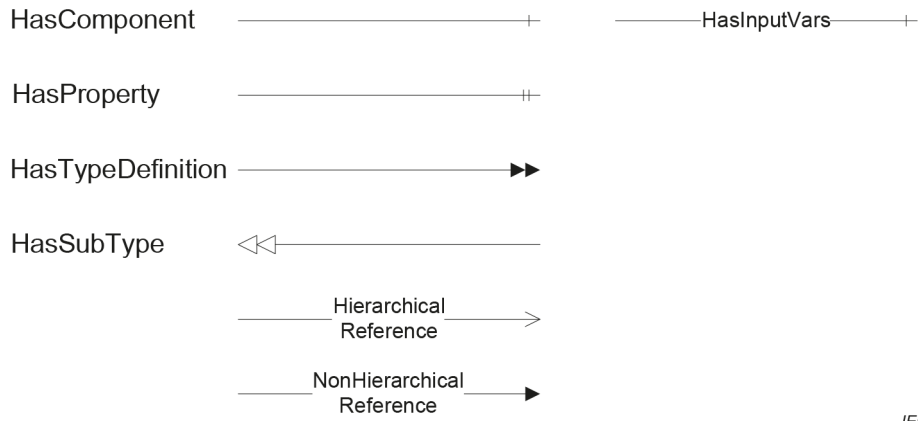 HasComponent
HasInputVars
HasProperty
HasTypeDefinition
HasSubType
Hierarchical
Reference
NonHierarchical
Reference